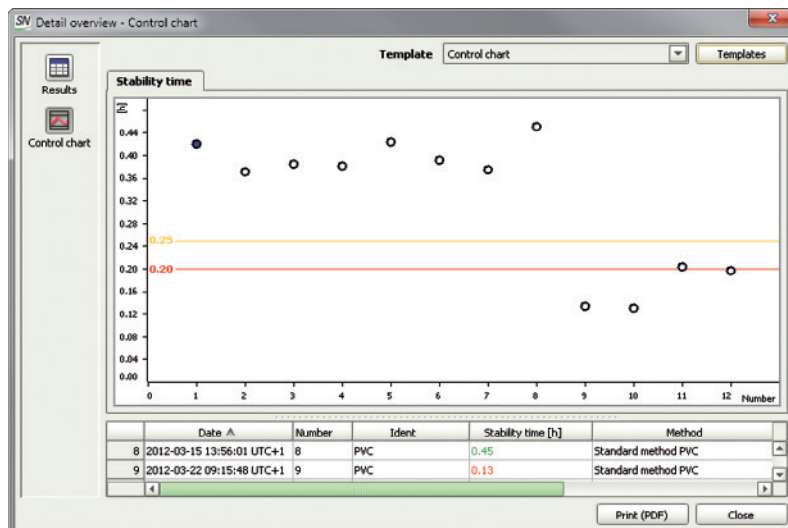 SN Detail overview - Control chart
Template Control chart Templates
Results
Control chart
Stability time
[h]
0.44
0.40
0.36
0.32
0.28
0.24
0.20
0.16
0.12
0.08
0.04
0.00
0.25
0.20
0 1 2 3 4 5 6 7 8 9 10 11 12 Number
Date Number Ident Stability time [h] Method
8 2012-03-15 13:56:01 UTC+1 8 PVC 0.45 Standard method PVC
9 2012-03-22 09:15:48 UTC+1 9 PVC 0.13 Standard method PVC
Print (PDF) Close